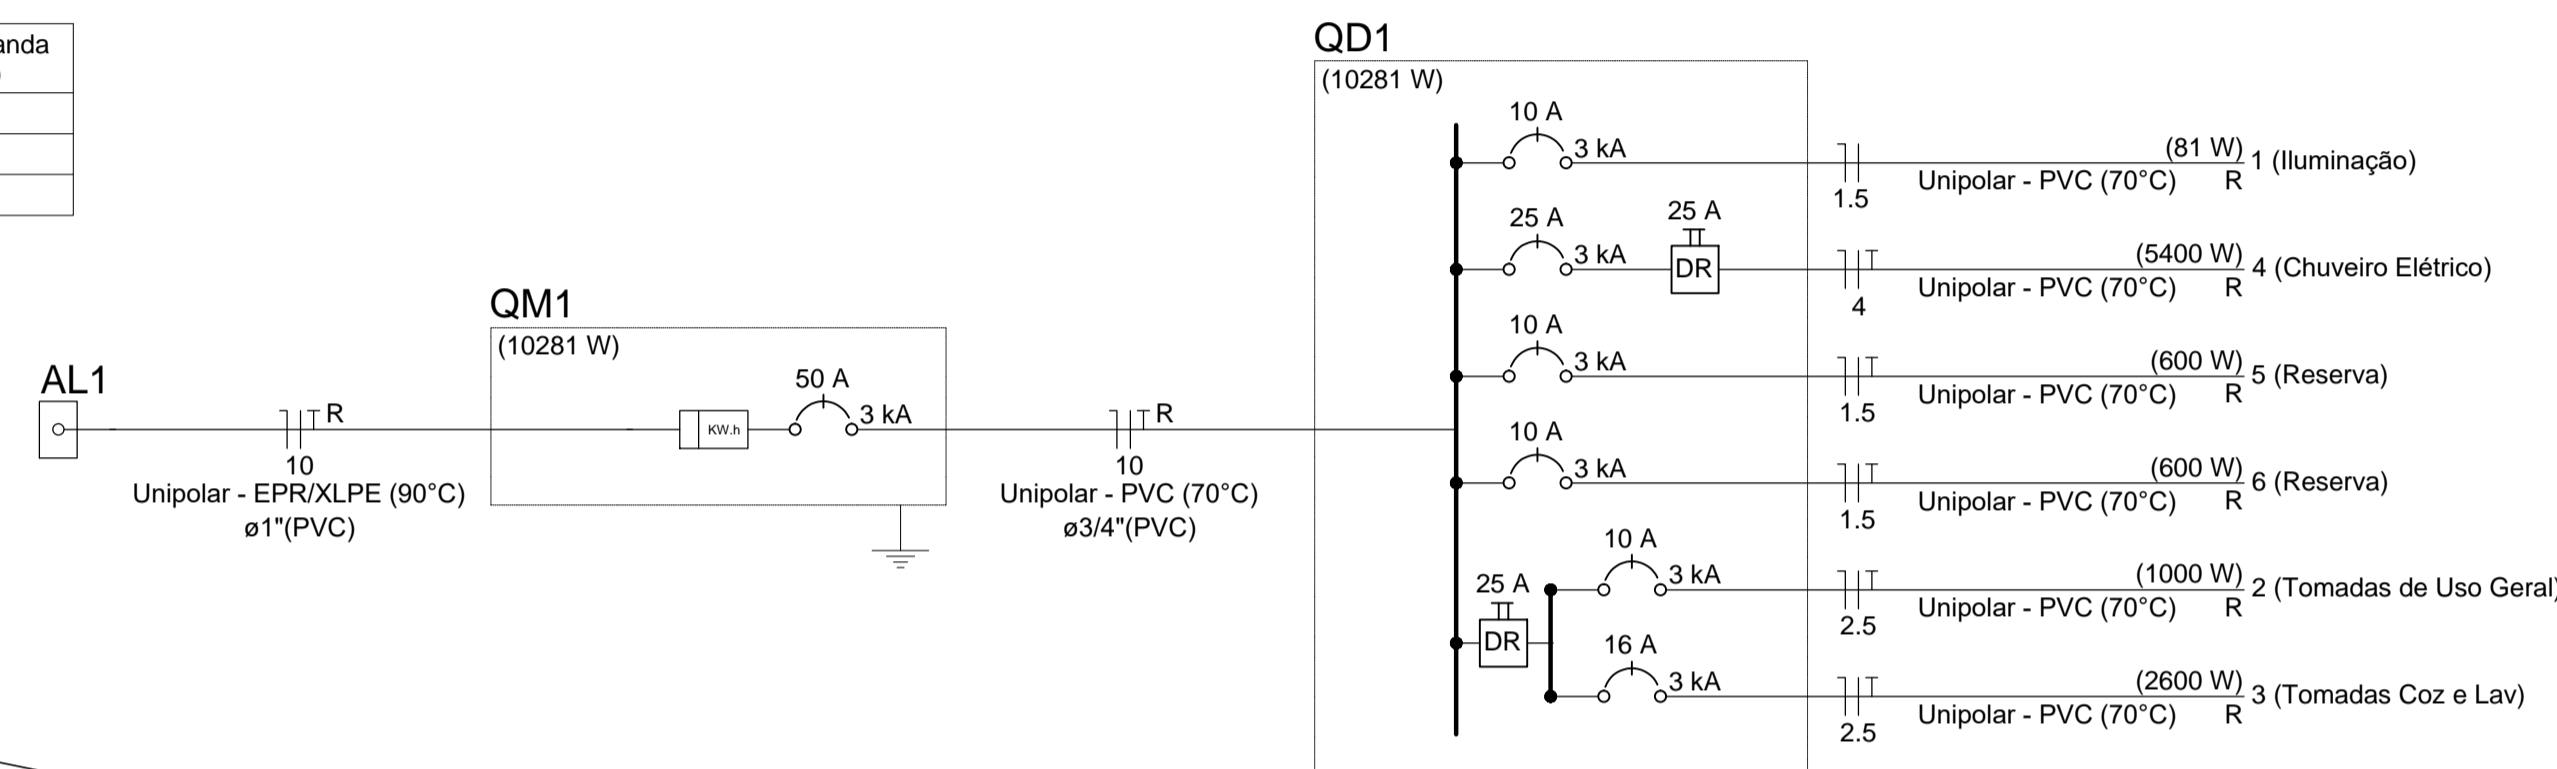 anda
)
QD1
(10281 W)
10 A
3 kA
1.5
(81 W)
Unipolar - PVC (70°C)
R
1 (Iluminação)
25 A
3 kA
25 A
DR
4
(5400 W)
Unipolar - PVC (70°C)
R
4 (Chuveiro Elétrico)
10 A
3 kA
1.5
(600 W)
Unipolar - PVC (70°C)
R
5 (Reserva)
10 A
3 kA
1.5
(600 W)
Unipolar - PVC (70°C)
R
6 (Reserva)
25 A
DR
10 A
3 kA
2.5
(1000 W)
Unipolar - PVC (70°C)
R
2 (Tomadas de Uso Geral)
16 A
3 kA
2.5
(2600 W)
Unipolar - PVC (70°C)
R
3 (Tomadas Coz e Lav)
QM1
(10281 W)
KW.h
50 A
3 kA
AL1
R
10
Unipolar - EPR/XLPE (90°C)
ø1"(PVC)
R
10
Unipolar - PVC (70°C)
ø3/4"(PVC)